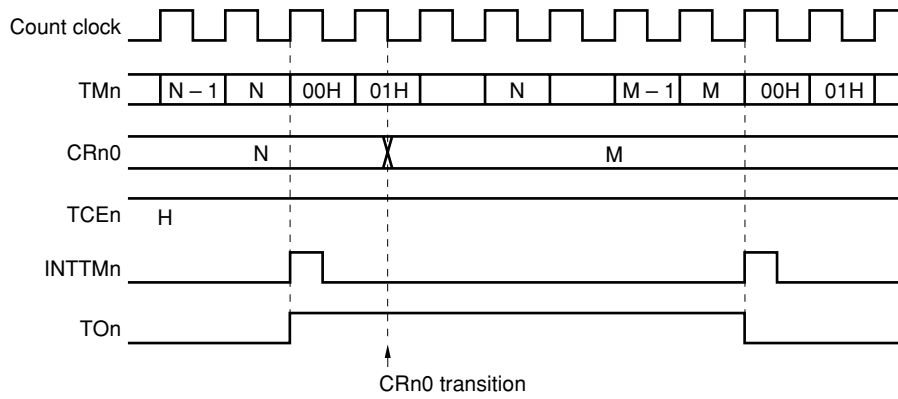 Count clock
TMn N – 1 N 00H 01H N M – 1 M 00H 01H
CRn0 N M
TCEn H
INTTMn
TOn
CRn0 transition